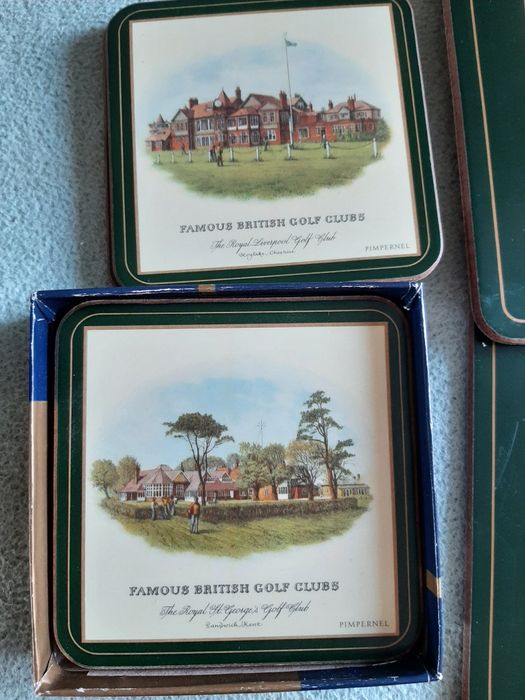 FAMOUS BRITISH GOLF CLUBS
The Royal Liverpool Golf Club
Hoylake, Cheshire
PIMPERNEL
FAMOUS BRITISH GOLF CLUBS
The Royal St. George's Golf Club
Sandwich, Kent
PIMPERNEL